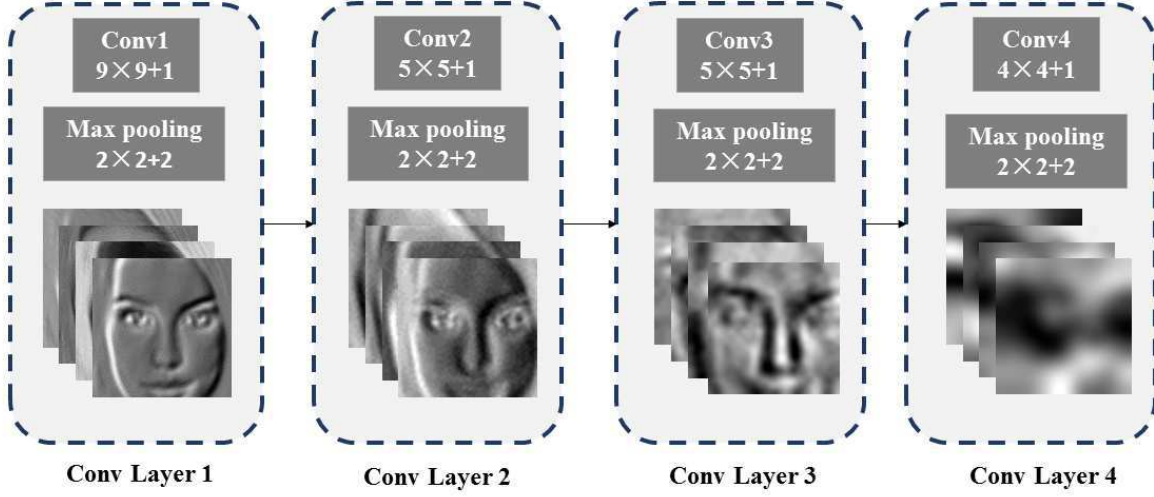 Conv1
9×9+1
Max pooling
2×2+2
Conv Layer 1
Conv2
5×5+1
Max pooling
2×2+2
Conv Layer 2
Conv3
5×5+1
Max pooling
2×2+2
Conv Layer 3
Conv4
4×4+1
Max pooling
2×2+2
Conv Layer 4